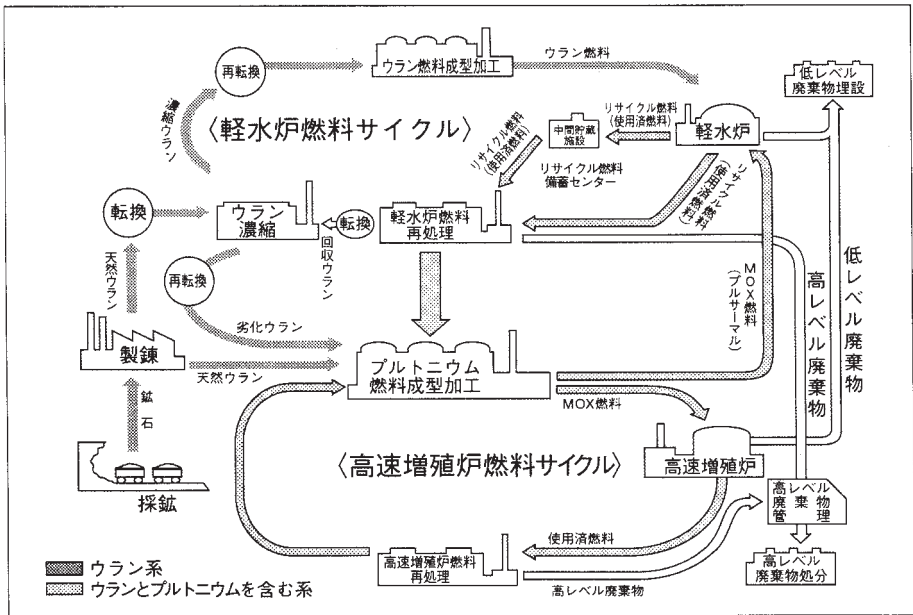 再転換
ウラン燃料成型加工
ウラン燃料
低レベル
廃棄物埋設
濃縮ウラン
〈軽水炉燃料サイクル〉
リサイクル燃料
(使用済燃料)
中間貯蔵
施設
軽水炉
リサイクル燃料
(使用済燃料)
リサイクル燃料
備蓄センター
リサイクル燃料
(使用済燃料)
転換
ウラン
濃縮
転換
軽水炉燃料
再処理
天然ウラン
再転換
回収ウラン
MOX燃料
(プルサーマル)
高レベル廃棄物
低レベル廃棄物
劣化ウラン
製錬
天然ウラン
プルトニウム
燃料成型加工
MOX燃料
鉱石
〈高速増殖炉燃料サイクル〉
高速増殖炉
採鉱
高レベル
廃棄物
管理
使用済燃料
高速増殖炉燃料
再処理
高レベル廃棄物
高レベル
廃棄物処分
ウラン系
ウランとプルトニウムを含む系